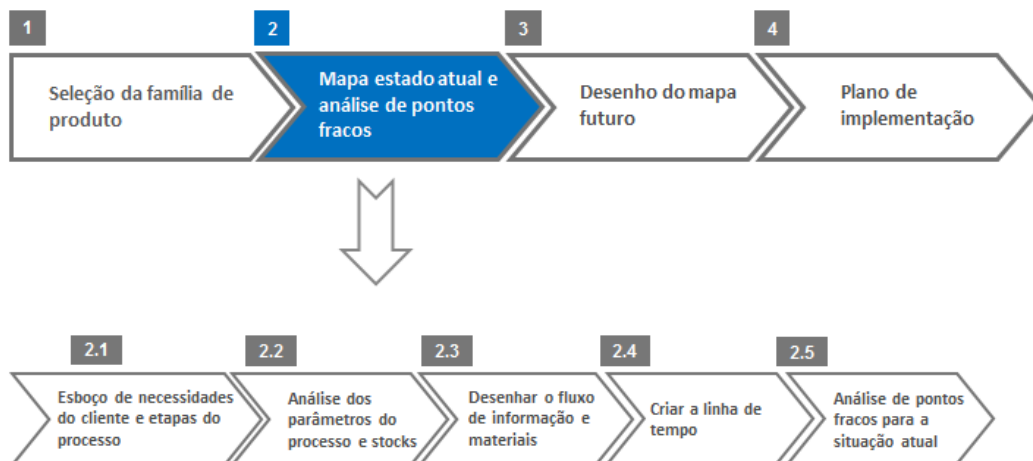 1
Seleção da família de
produto
2
Mapa estado atual e
análise de pontos
fracos
3
Desenho do mapa
futuro
4
Plano de
implementação
2.1
Esboço de necessidades
do cliente e etapas do
processo
2.2
Análise dos
parâmetros do
processo e stocks
2.3
Desenhar o fluxo
de informação e
materiais
2.4
Criar a linha de
tempo
2.5
Análise de pontos
fracos para a
situação atual